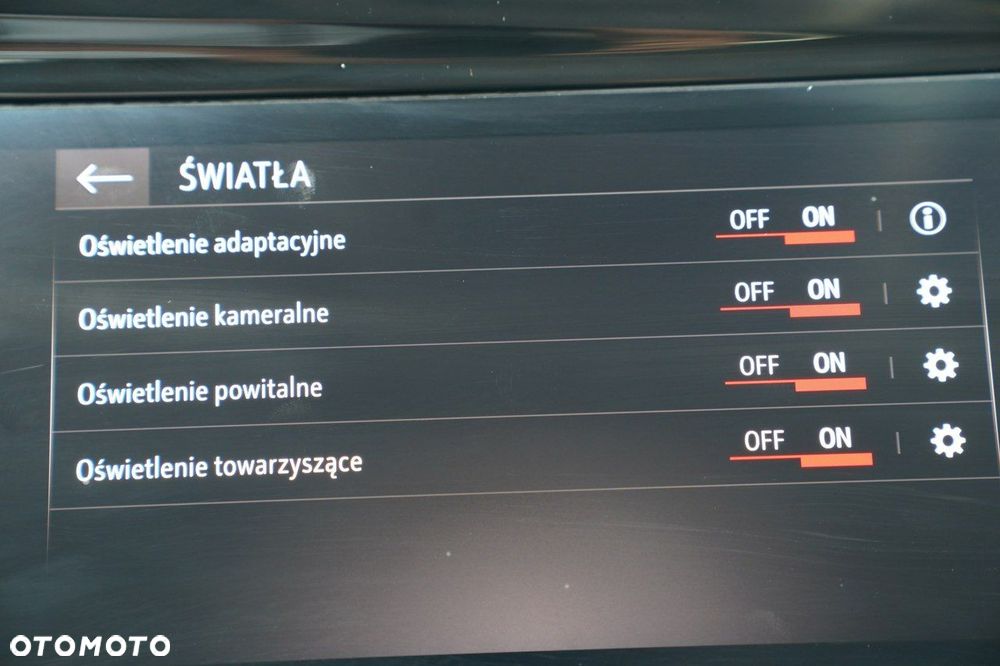 ŚWIATŁA
Oświetlenie adaptacyjne OFF ON
Oświetlenie kameralne OFF ON
Oświetlenie powitalne OFF ON
Oświetlenie towarzyszące OFF ON
OTOMOTO